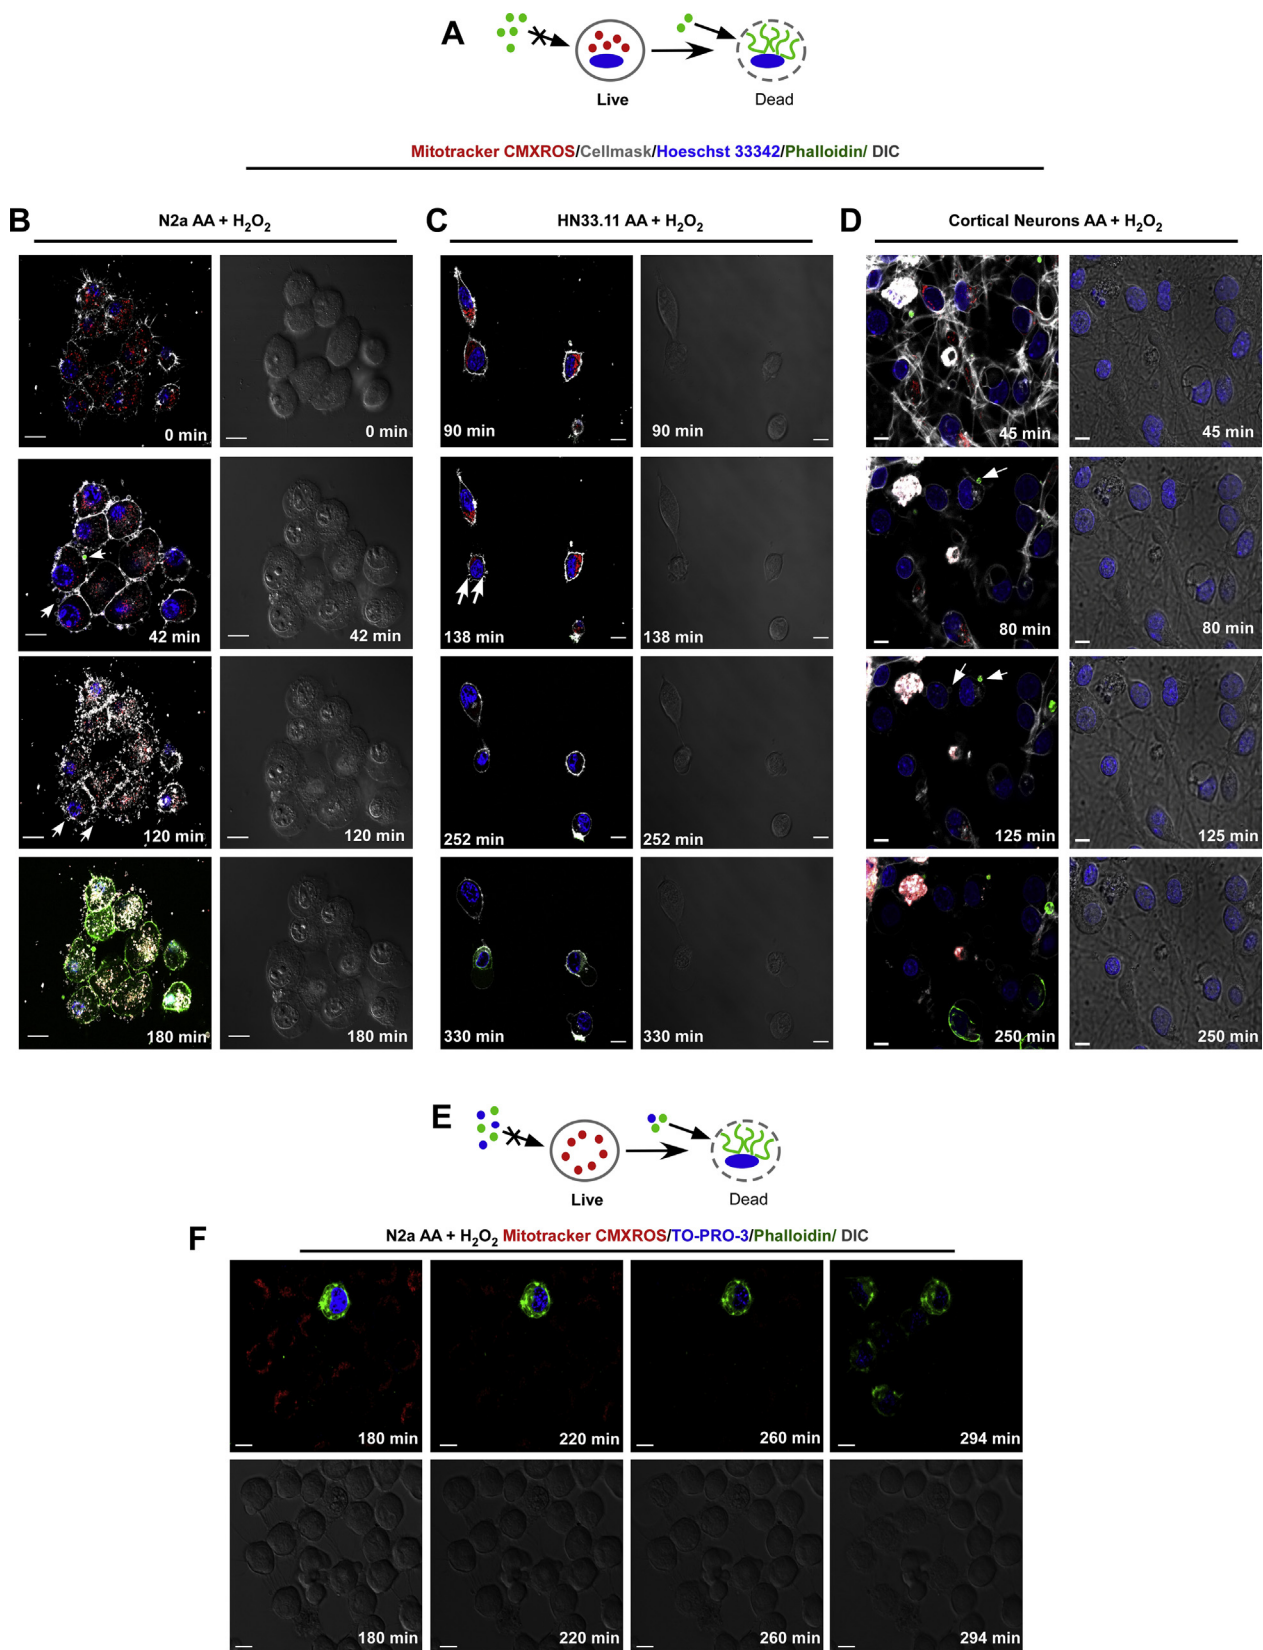 A
Live
Dead
Mitotracker CMXROS/Cellmask/Hoeschst 33342/Phalloidin/ DIC
B
N2a AA + H₂O₂
C
HN33.11 AA + H₂O₂
D
Cortical Neurons AA + H₂O₂
0 min
0 min
90 min
90 min
45 min
45 min
42 min
42 min
138 min
138 min
80 min
80 min
120 min
120 min
252 min
252 min
125 min
125 min
180 min
180 min
330 min
330 min
250 min
250 min
E
Live
Dead
F
N2a AA + H₂O₂ Mitotracker CMXROS/TO-PRO-3/Phalloidin/ DIC
180 min
220 min
260 min
294 min
180 min
220 min
260 min
294 min